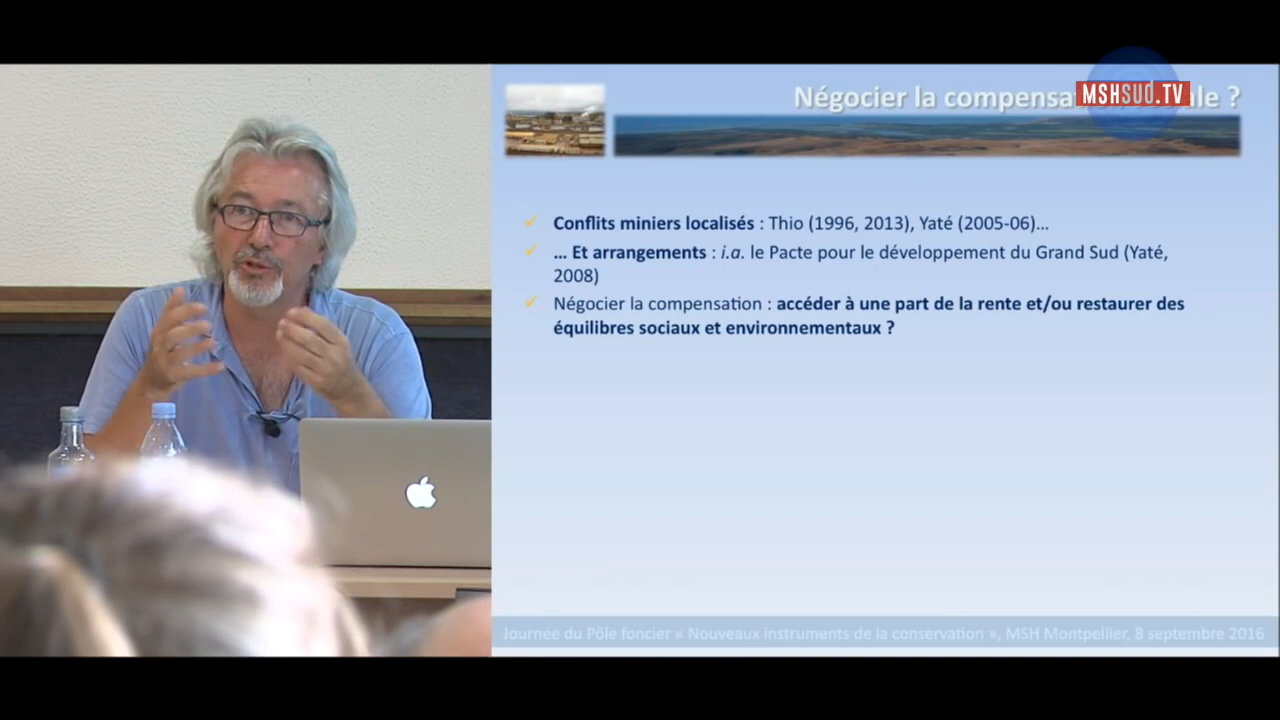 Négocier la
MSHSUD.TV
Conflits miniers localisés : Thio (1996, 2013), Yaté (2005-06)…
… Et arrangements : i.a. le Pacte pour le développement du Grand Sud (Yaté,
2008)
Négocier la compensation : accéder à une part de la rente et/ou restaurer des
équilibres sociaux et environnementaux ?
Journée du Pôle foncier « Nouveaux instruments de la conservation », MSH Montpellier, 8 septembre 2016